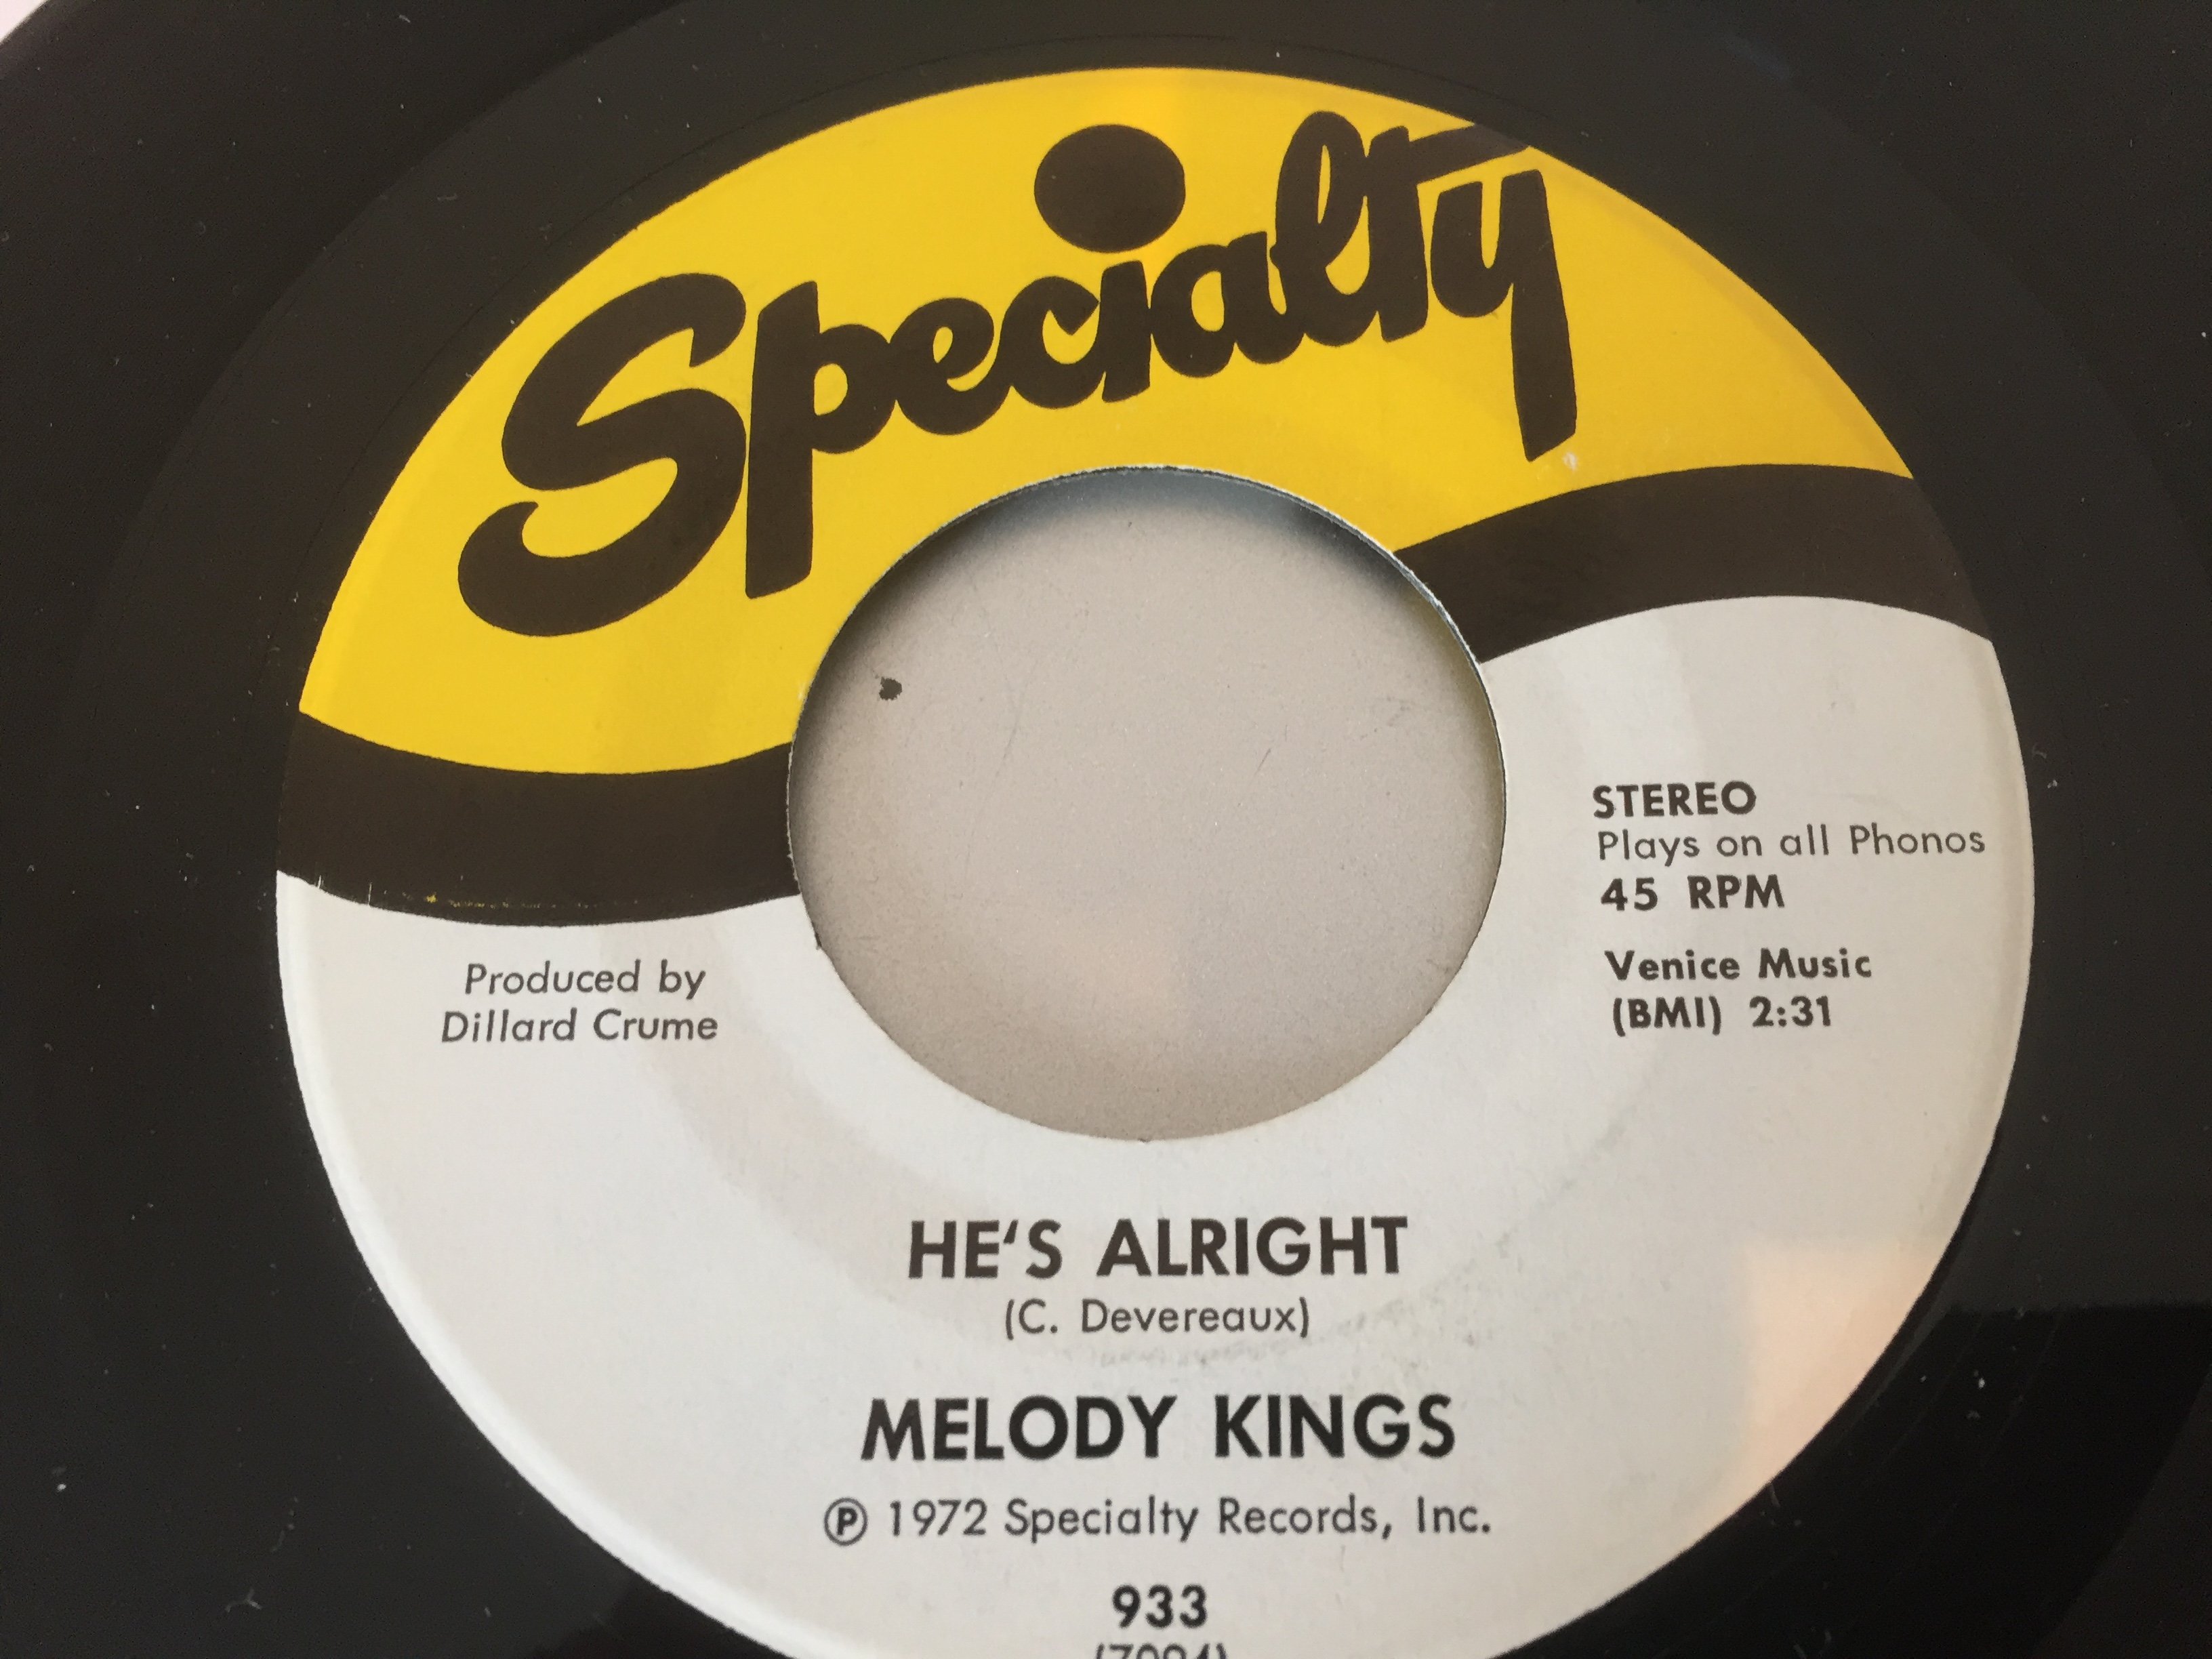 Specialty
STEREO
Plays on all Phonos
45 RPM
Venice Music
(BMI) 2:31
Produced by
Dillard Crume
HE'S ALRIGHT
(C. Devereaux)
MELODY KINGS
℗ 1972 Specialty Records, Inc.
933